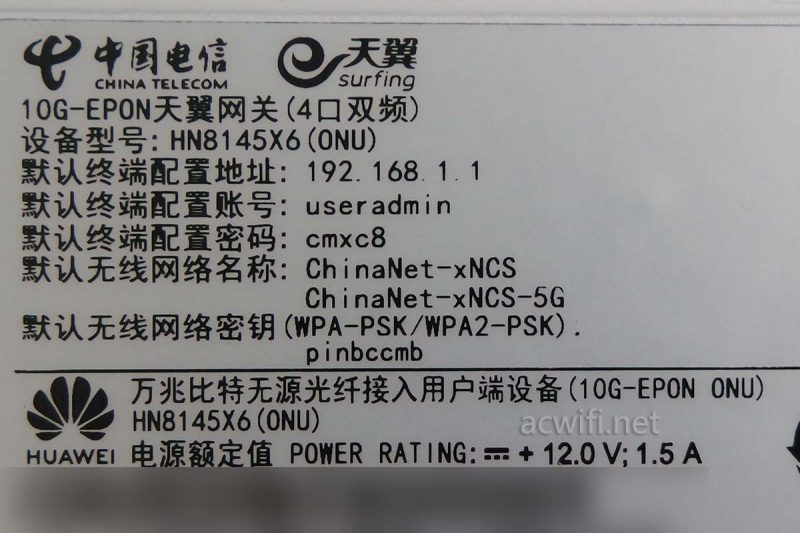 中国电信 天翼
CHINA TELECOM surfing
10G-EPON天翼网关(4口双频)
设备型号: HN8145X6(ONU)
默认终端配置地址: 192.168.1.1
默认终端配置账号: useradmin
默认终端配置密码: cmxc8
默认无线网络名称: ChinaNet-xNCS
ChinaNet-xNCS-5G
默认无线网络密钥(WPA-PSK/WPA2-PSK).
pinbccmb
万兆比特无源光纤接入用户端设备(10G-EPON ONU)
HN8145X6(ONU)
acwifi.net
HUAWEI 电源额定值 POWER RATING: ⎓ + 12.0 V; 1.5 A